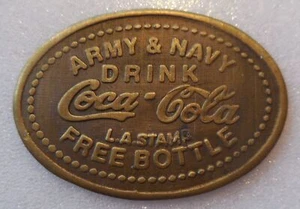 ARMY & NAVY
DRINK
Coca-Cola
L.A. STAMP
FREE BOTTLE